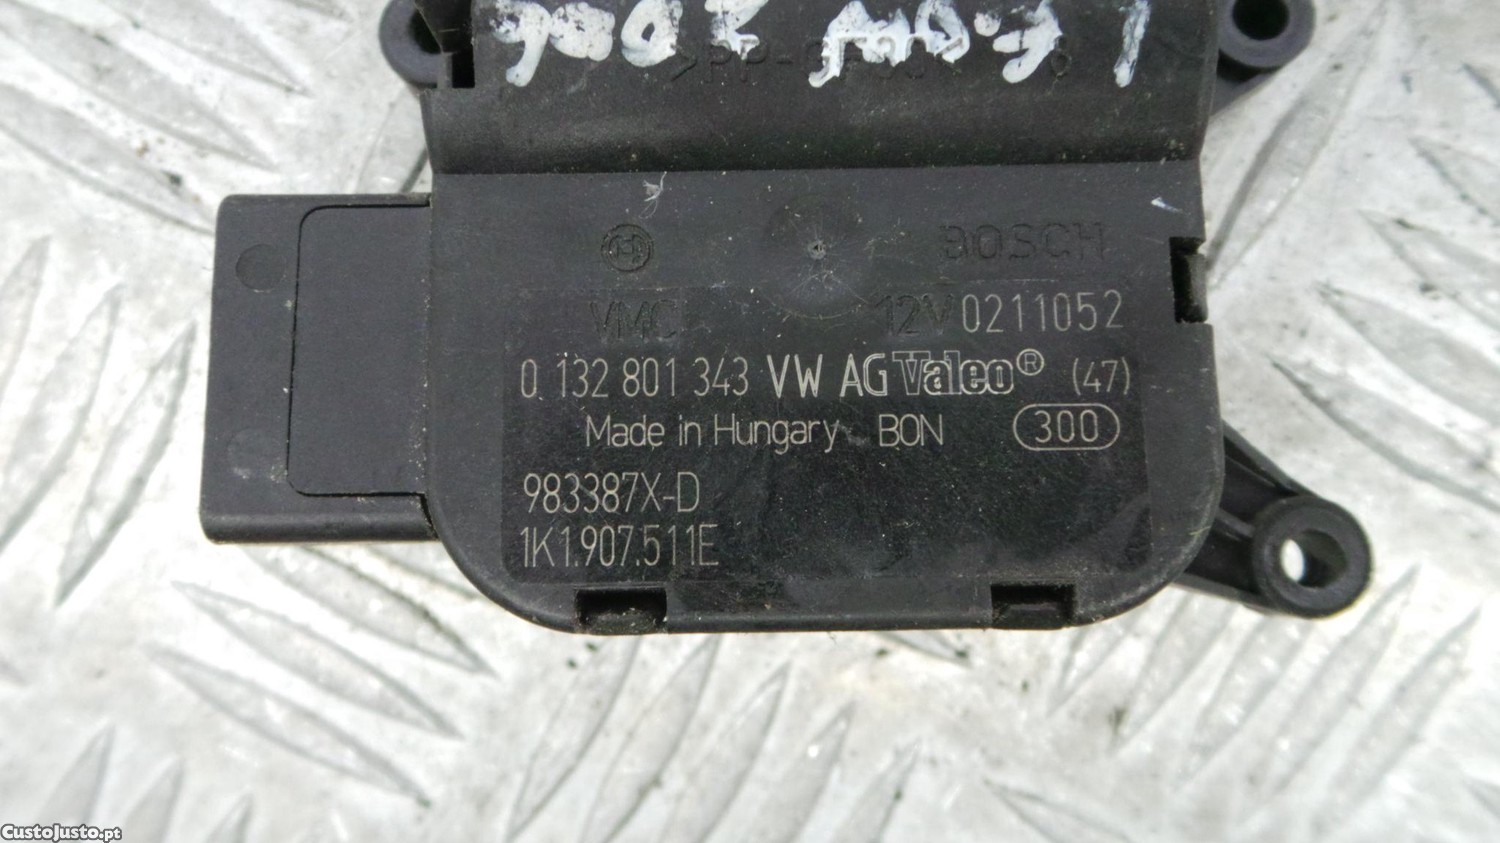 BOSCH
VMC 12V 0211052
0 132 801 343 VW AG Valeo® (47)
Made in Hungary BON 300
983387X-D
1K1.907.511E
CustoJusto.pt